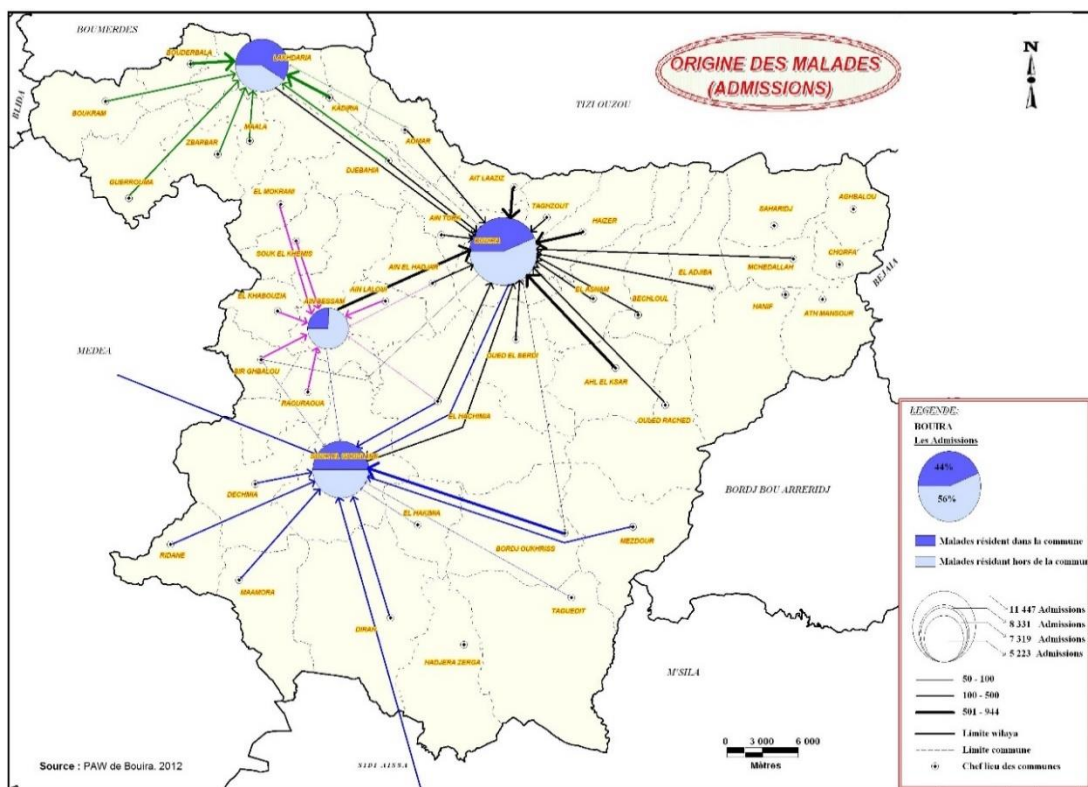 BOUMERDES
BLIDA
TIZI OUZOU
BEJAIA
MEDEA
BORDJ BOU ARRERIDJ
M'SILA
SIDI AISSA
ORIGINE DES MALADES
(ADMISSIONS)
N
BOUDERBALA
LAKHDARIA
KADIRIA
BOUKRAM
MAALA
ZBARBAR
GUERROUMA
AOMAR
DJEBAHIA
EL MOKRANI
SOUK EL KHEMIS
AIT LAAZIZ
TAGHZOUT
HAIZER
AIN TURK
BOUIRA
AIN EL HADJAR
SAHARIDJ
AGHBALOU
CHORFA
MCHEDALLAH
EL ADJIBA
HANIF
ATH MANSOUR
EL ASNAM
BECHLOUL
EL KHABOUZIA
AIN BESSAM
AIN LALOUI
BIR GHBALOU
RAOURAOUA
OUED EL BERDI
AHL EL KSAR
OULED RACHED
EL HACHIMIA
DECHMIA
RIDANE
MAAMORA
EL HAKIMIA
BORDJ OUKHRISS
MEZDOUR
TAGUEDIT
DIRAH
HADJERA ZERGA
0 3 000 6 000
Mètres
Source : PAW de Bouira. 2012
LEGENDE:
BOUIRA
Les Admissions
44%
56%
Malades résident dans la commune
Malades résidant hors de la commun
11 447 Admissions
8 331 Admissions
7 319 Admissions
5 223 Admissions
50 - 100
100 - 500
501 - 944
Limite wilaya
Limite commune
Chef lieu des communes